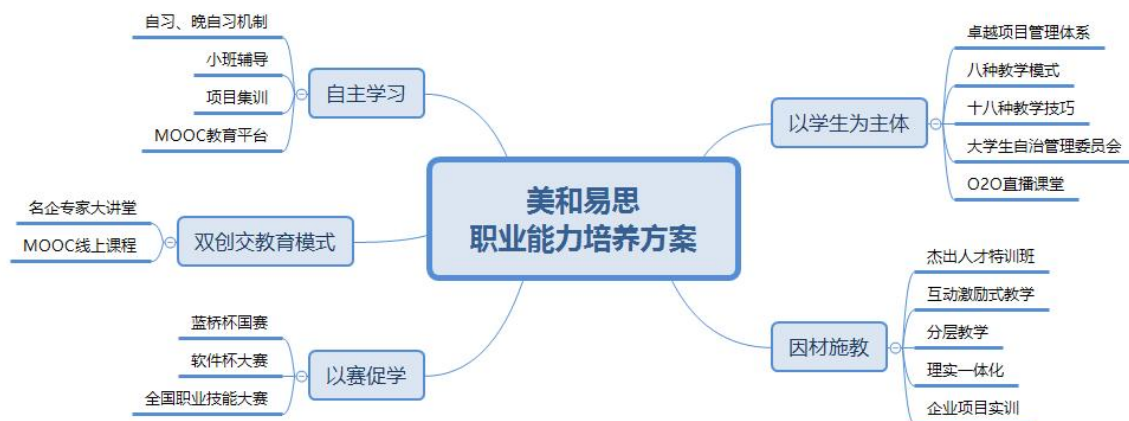 美和易思
职业能力培养方案
自主学习
自习、晚自习机制
小班辅导
项目集训
MOOC教育平台
双创交教育模式
名企专家大讲堂
MOOC线上课程
以赛促学
蓝桥杯国赛
软件杯大赛
全国职业技能大赛
以学生为主体
卓越项目管理体系
八种教学模式
十八种教学技巧
大学生自治管理委员会
O2O直播课堂
因材施教
杰出人才特训班
互动激励式教学
分层教学
理实一体化
企业项目实训